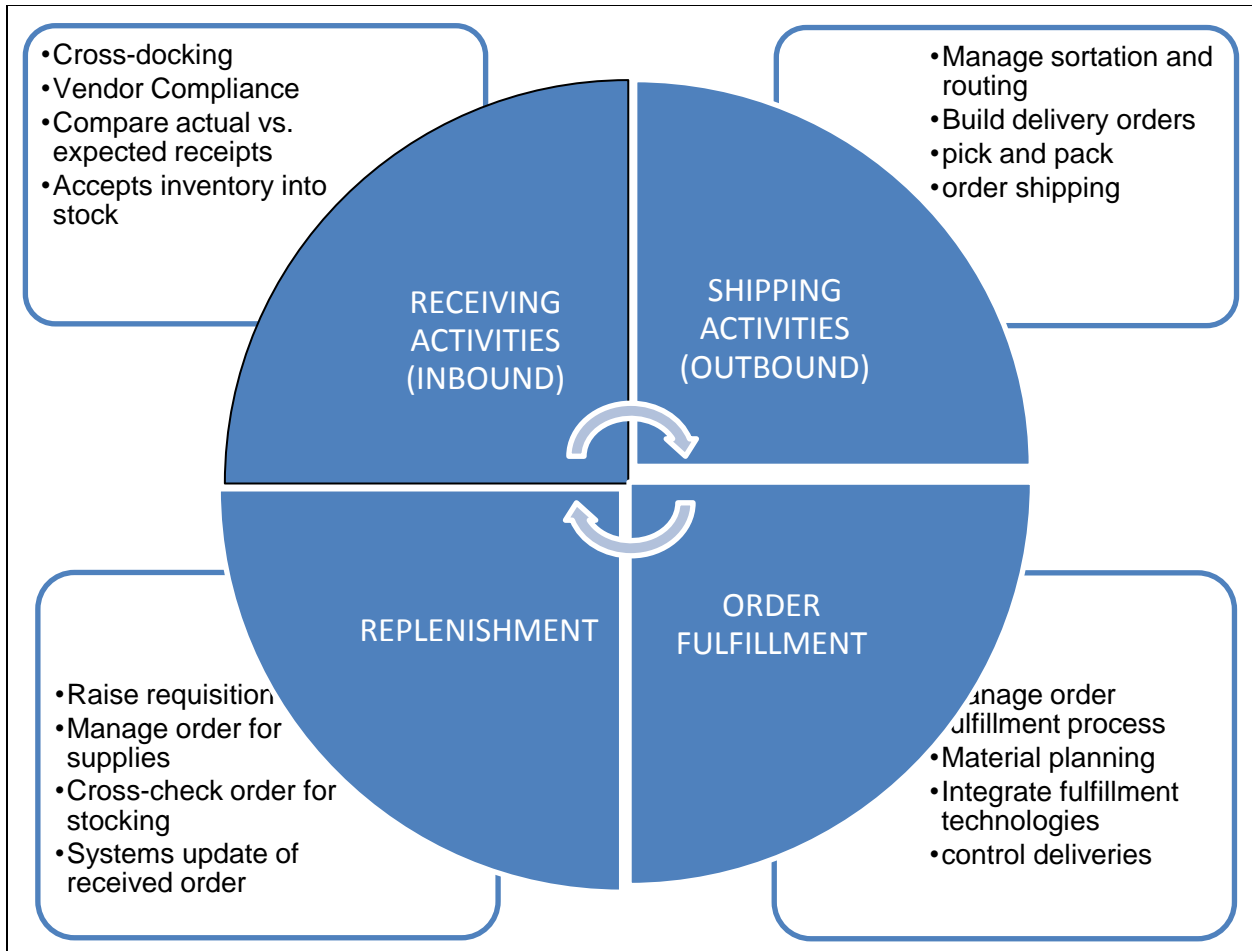 •Cross-docking
•Vendor Compliance
•Compare actual vs.
expected receipts
•Accepts inventory into
stock
•Manage sortation and
routing
•Build delivery orders
•pick and pack
•order shipping
RECEIVING
ACTIVITIES
(INBOUND)
SHIPPING
ACTIVITIES
(OUTBOUND)
REPLENISHMENT
ORDER
FULFILLMENT
•Raise requisition
•Manage order for
supplies
•Cross-check order for
stocking
•Systems update of
received order
anage order
ulfillment process
•Material planning
•Integrate fulfillment
technologies
•control deliveries